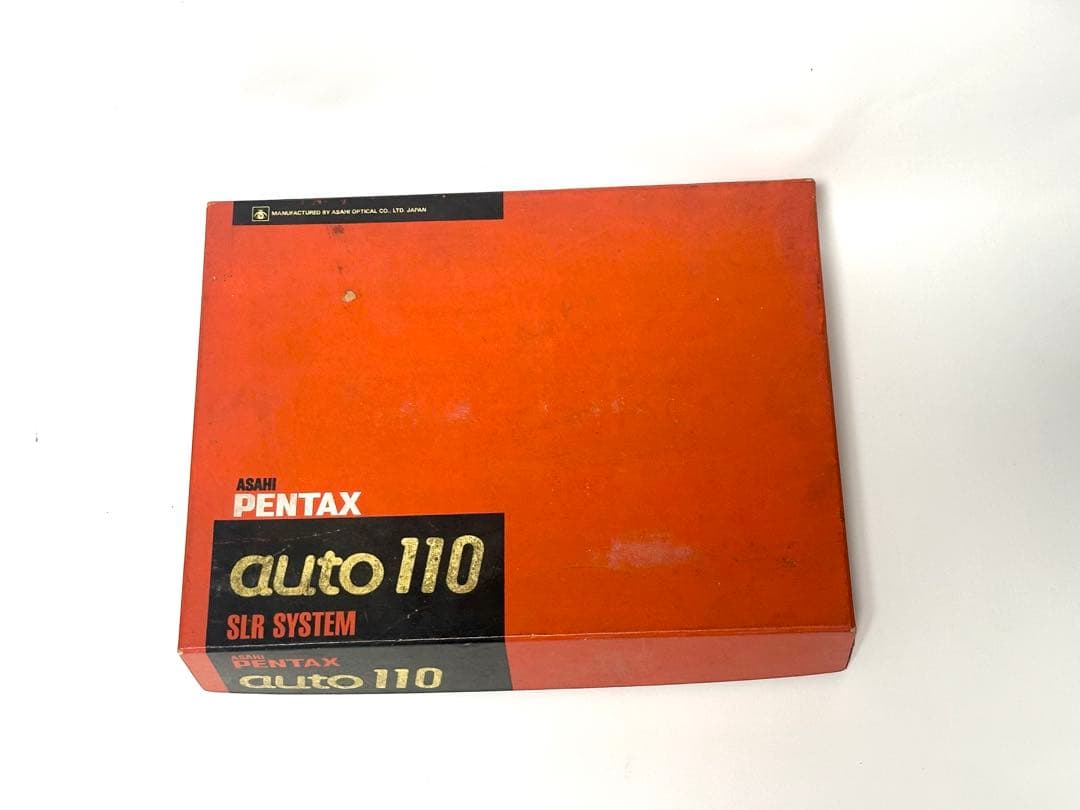 MANUFACTURED BY ASAHI OPTICAL CO., LTD. JAPAN
ASAHI
PENTAX
auto 110
SLR SYSTEM
ASAHI
PENTAX
auto 110